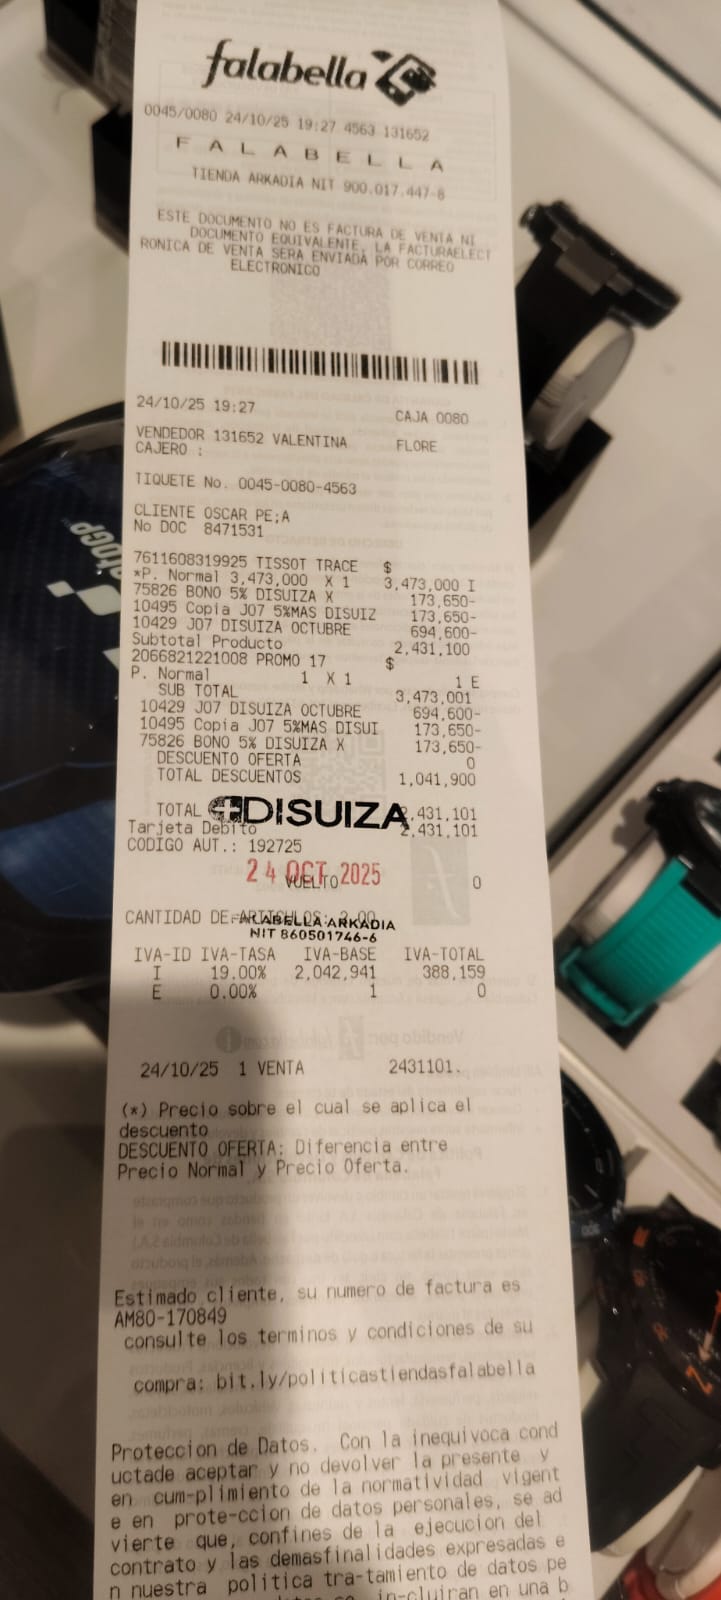 falabella
0045/0080 24/10/25 19:27 4563 131652
F A L A B E L L A
TIENDA ARKADIA NIT 900.017.447-8
ESTE DOCUMENTO NO ES FACTURA DE VENTA NI
DOCUMENTO EQUIVALENTE, LA FACTURAELECT
RONICA DE VENTA SERA ENVIADA POR CORREO
ELECTRONICO
24/10/25 19:27 CAJA 0080
VENDEDOR 131652 VALENTINA FLORE
CAJERO :
TIQUETE No. 0045-0080-4563
CLIENTE OSCAR PE;A
No DOC 8471531
7611608319925 TISSOT TRACE $
*P. Normal 3,473,000 X 1 3,473,000 I
75826 BONO 5% DISUIZA X 173,650-
10495 Copia J07 5%MAS DISUIZ 173,650-
10429 J07 DISUIZA OCTUBRE 694,600-
Subtotal Producto 2,431,100
2066821221008 PROMO 17 $
P. Normal 1 X 1 1 E
SUB TOTAL 3,473,001
10429 J07 DISUIZA OCTUBRE 694,600-
10495 Copia J07 5%MAS DISUI 173,650-
75826 BONO 5% DISUIZA X 173,650-
DESCUENTO OFERTA 0
TOTAL DESCUENTOS 1,041,900
TOTAL 2,431,101
DISUIZA
Tarjeta Debito 2,431,101
CODIGO AUT.: 192725
24 OCT 2025
VUELTO 0
CANTIDAD DE ARTICULOS: 2.00
FALABELLA ARKADIA
NIT 860501746-6
IVA-ID IVA-TASA IVA-BASE IVA-TOTAL
I 19.00% 2,042,941 388,159
E 0.00% 1 0
24/10/25 1 VENTA 2431101.
(*) Precio sobre el cual se aplica el
descuento
DESCUENTO OFERTA: Diferencia entre
Precio Normal y Precio Oferta.
Estimado cliente, su numero de factura es
AM80-170849
consulte los terminos y condiciones de su
compra: bit.ly/politicastiendasfalabella
Proteccion de Datos. Con la inequivoca cond
uctade aceptar y no devolver la presente y
en cum-plimiento de la normatividad vigent
e en prote-ccion de datos personales, se ad
vierte que, confines de la ejecucion del
contrato y las demasfinalidades expresadas e
n nuestra politica tra-tamiento de datos pe
in-cluiran en una b